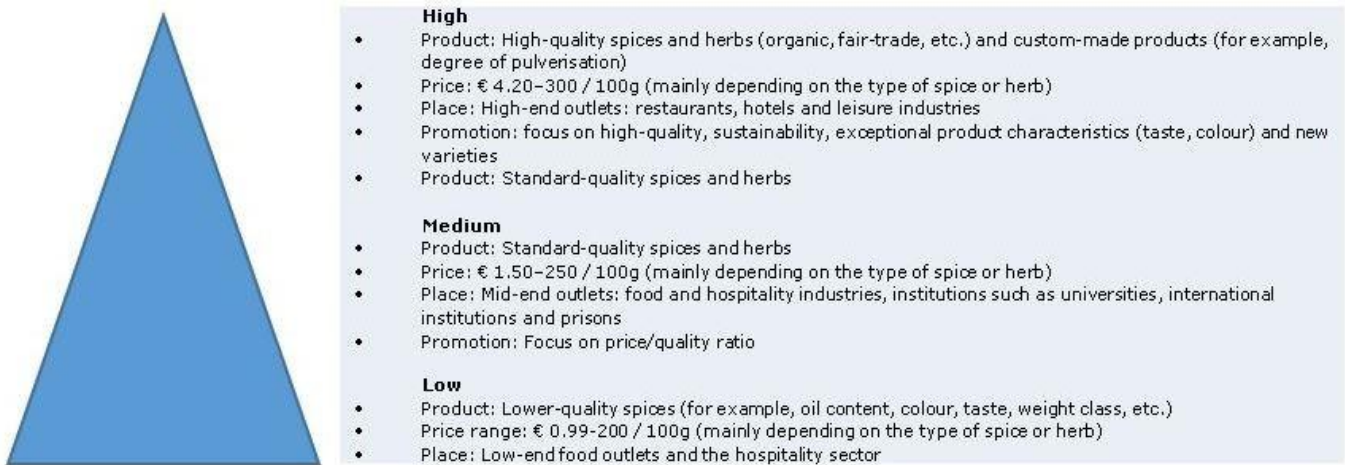 High
• Product: High-quality spices and herbs (organic, fair-trade, etc.) and custom-made products (for example,
degree of pulverisation)
• Price: € 4.20–300 / 100g (mainly depending on the type of spice or herb)
• Place: High-end outlets: restaurants, hotels and leisure industries
• Promotion: focus on high-quality, sustainability, exceptional product characteristics (taste, colour) and new
varieties
• Product: Standard-quality spices and herbs
Medium
• Product: Standard-quality spices and herbs
• Price: € 1.50–250 / 100g (mainly depending on the type of spice or herb)
• Place: Mid-end outlets: food and hospitality industries, institutions such as universities, international
institutions and prisons
• Promotion: Focus on price/quality ratio
Low
• Product: Lower-quality spices (for example, oil content, colour, taste, weight class, etc.)
• Price range: € 0.99-200 / 100g (mainly depending on the type of spice or herb)
• Place: Low-end food outlets and the hospitality sector